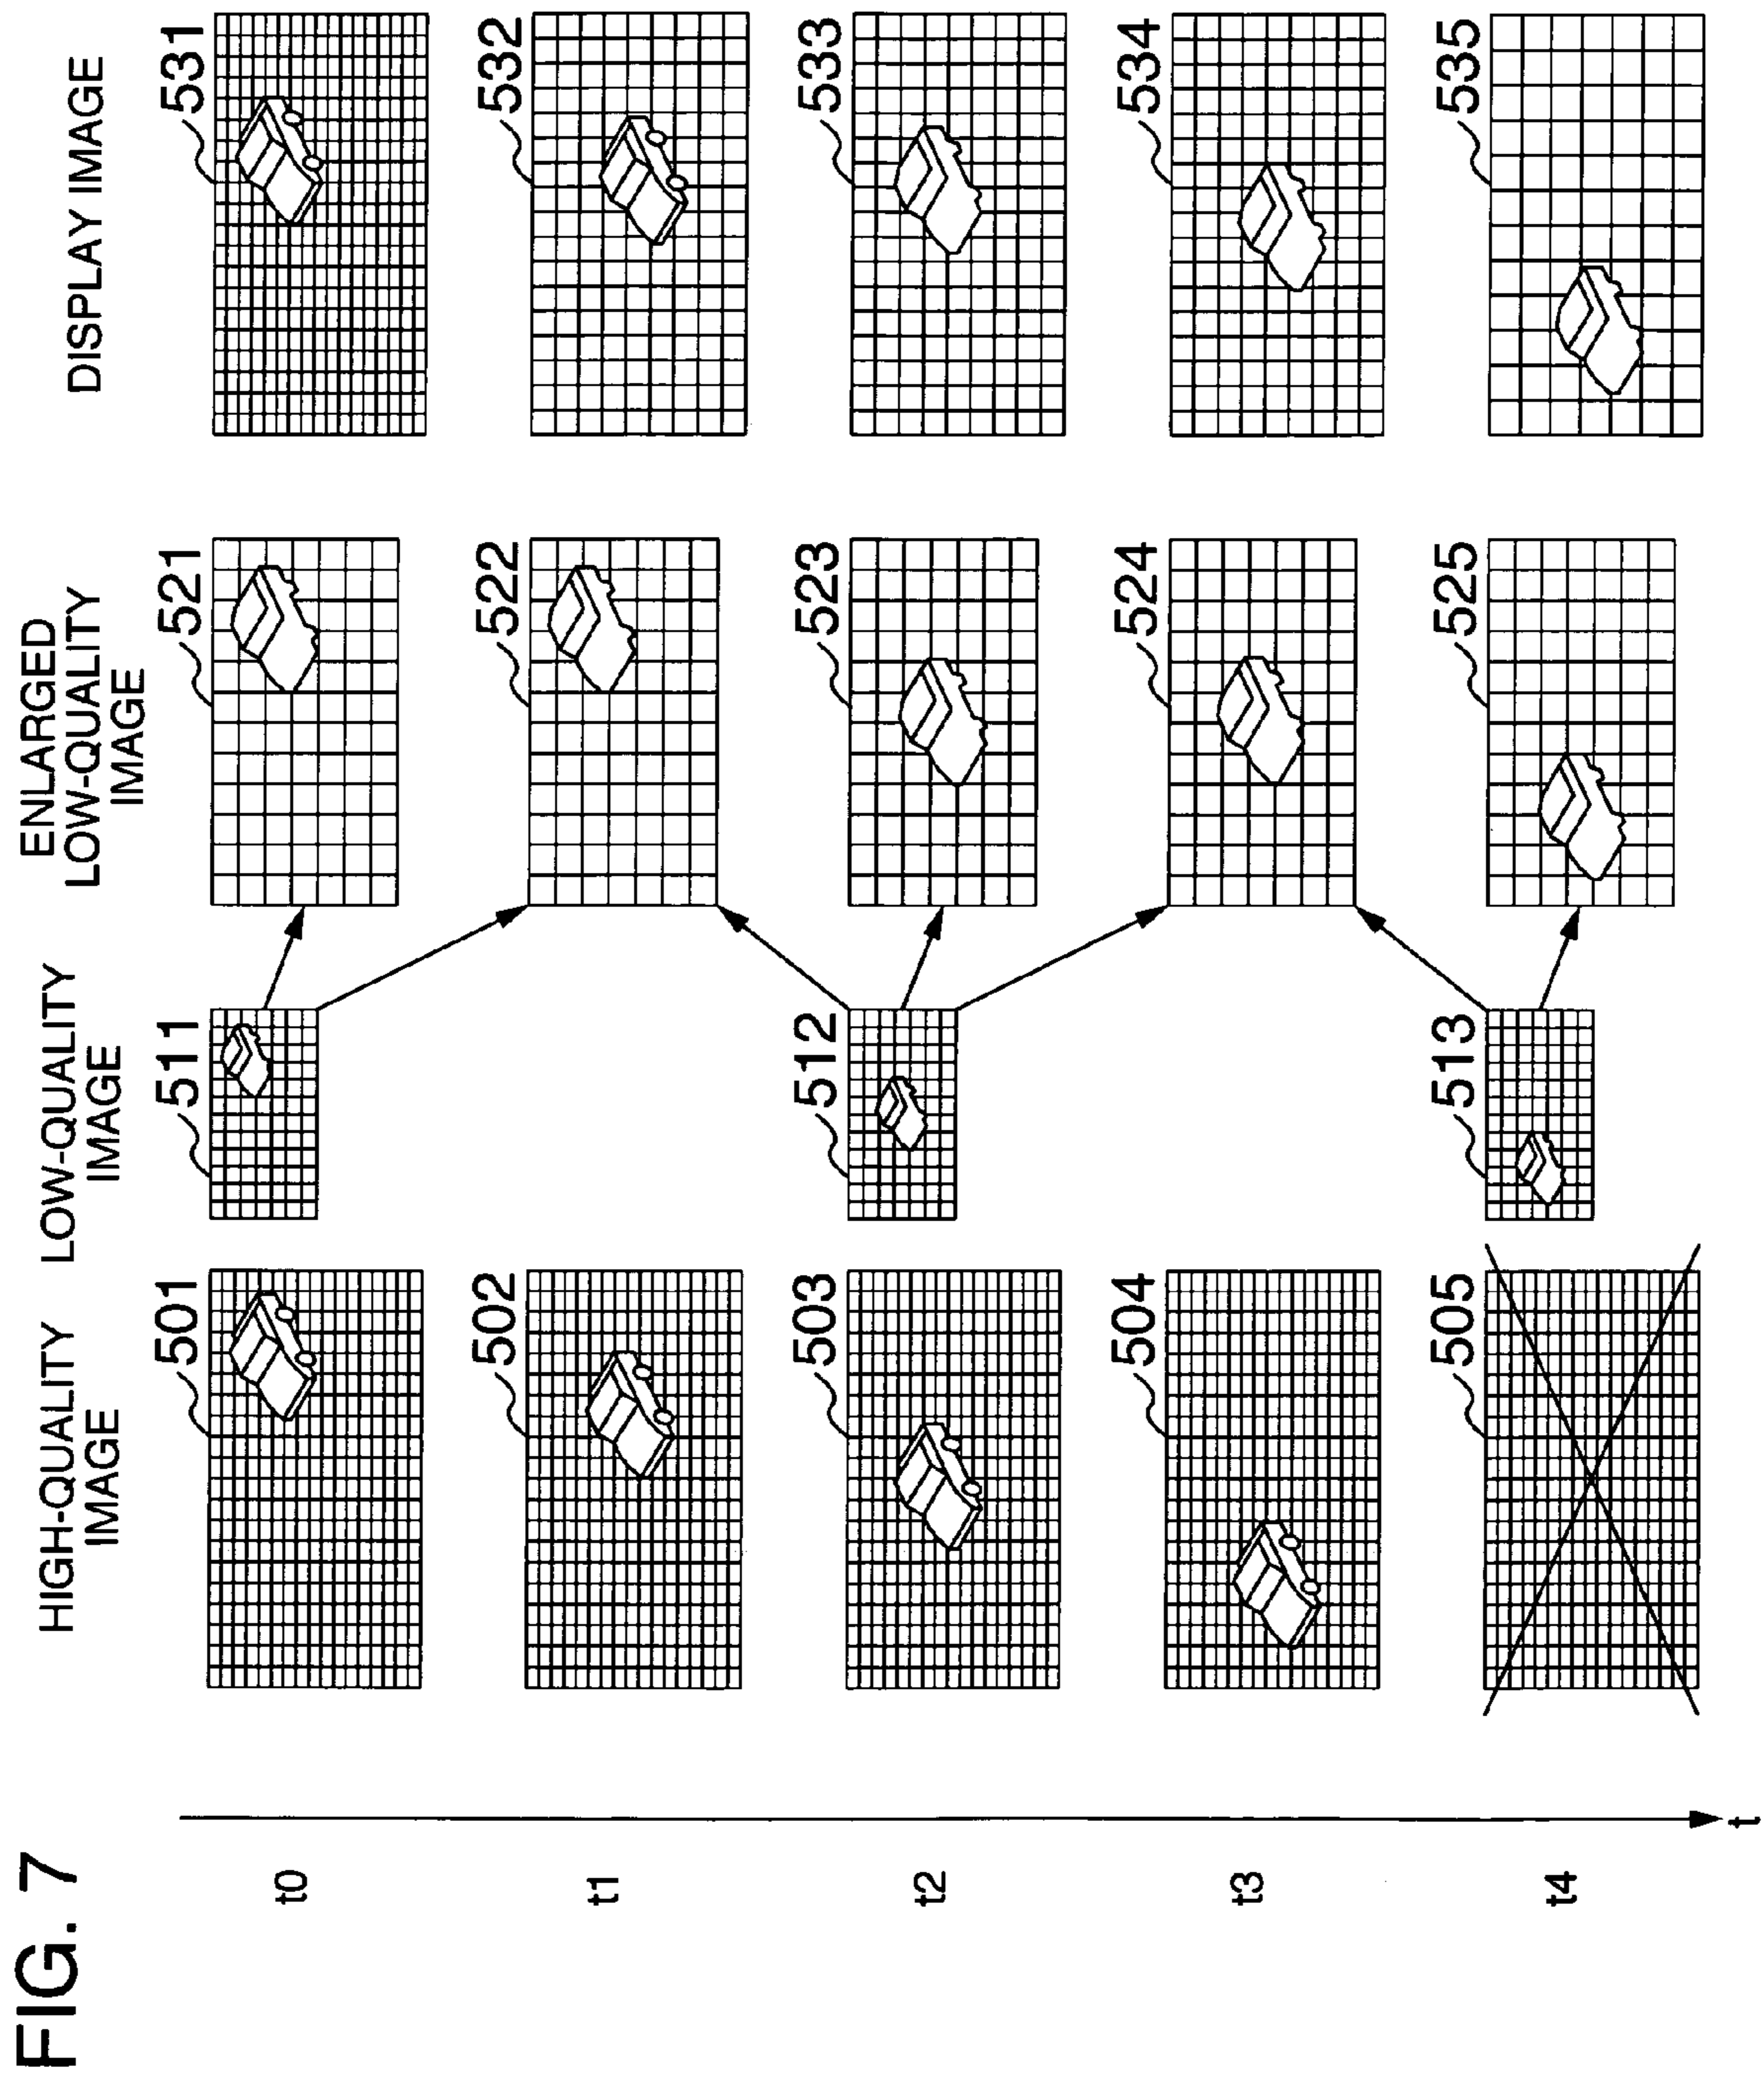 FIG. 7
HIGH-QUALITY
IMAGE
LOW-QUALITY
IMAGE
ENLARGED
LOW-QUALITY
IMAGE
DISPLAY IMAGE
t0
501
511
521
531
t1
502
522
532
t2
503
512
523
533
t3
504
524
534
t4
505
513
525
535
t